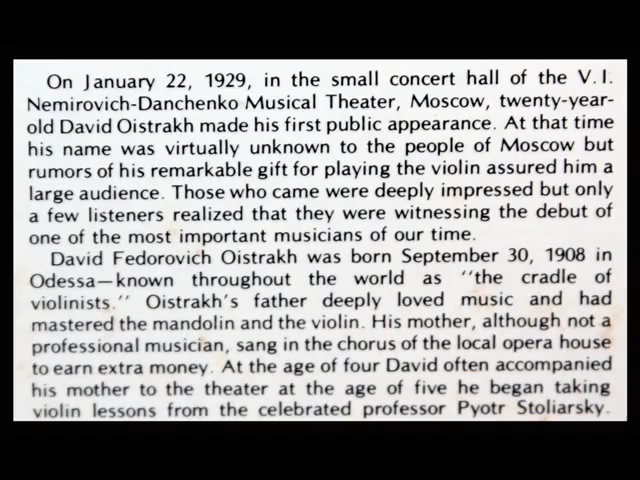 On January 22, 1929, in the small concert hall of the V.I.
Nemirovich-Danchenko Musical Theater, Moscow, twenty-year-
old David Oistrakh made his first public appearance. At that time
his name was virtually unknown to the people of Moscow but
rumors of his remarkable gift for playing the violin assured him a
large audience. Those who came were deeply impressed but only
a few listeners realized that they were witnessing the debut of
one of the most important musicians of our time.
David Fedorovich Oistrakh was born September 30, 1908 in
Odessa—known throughout the world as ''the cradle of
violinists.'' Oistrakh's father deeply loved music and had
mastered the mandolin and the violin. His mother, although not a
professional musician, sang in the chorus of the local opera house
to earn extra money. At the age of four David often accompanied
his mother to the theater at the age of five he began taking
violin lessons from the celebrated professor Pyotr Stoliarsky.